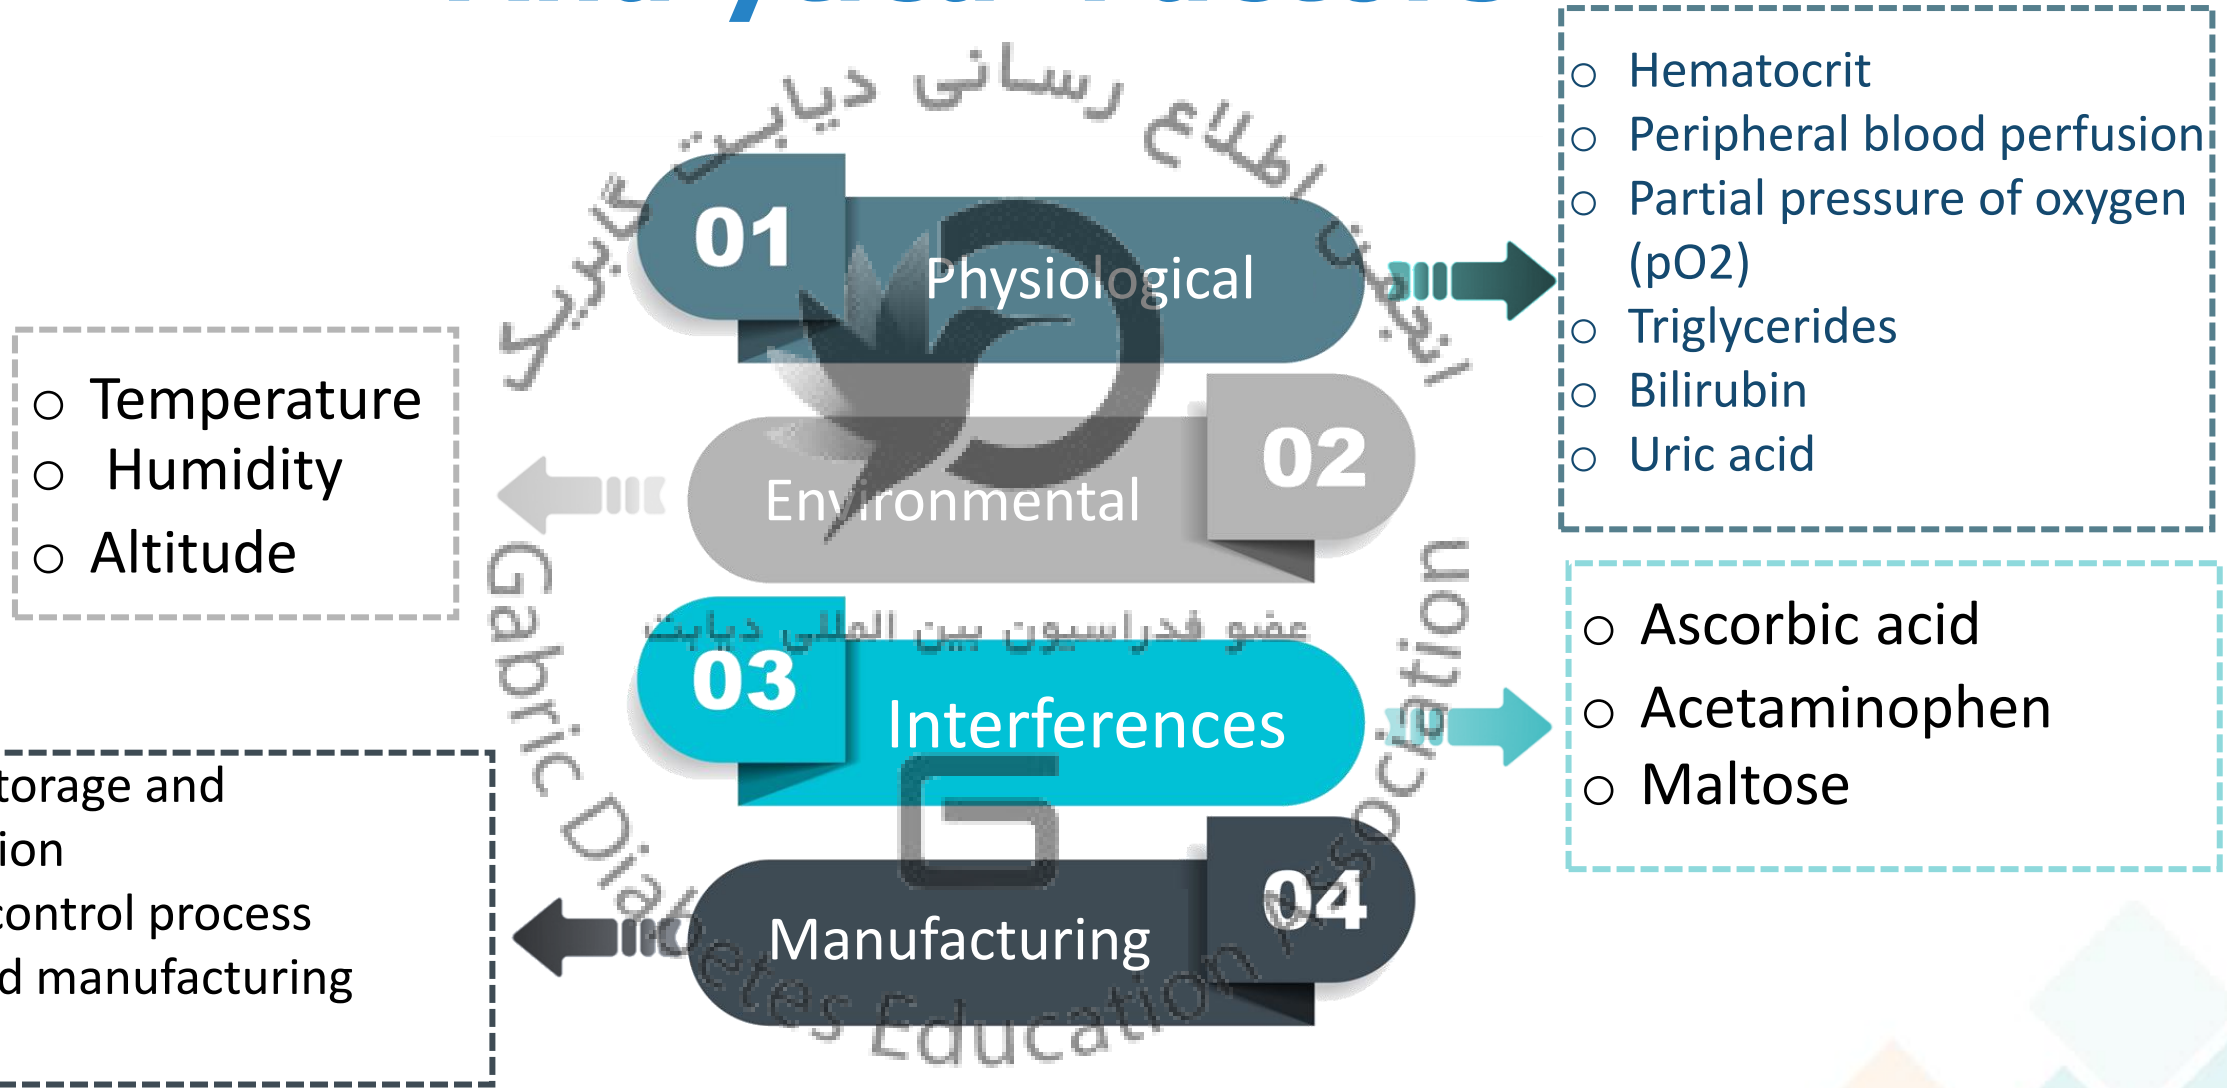 01
Physiological
○ Hematocrit
○ Peripheral blood perfusion
○ Partial pressure of oxygen
(pO2)
○ Triglycerides
○ Bilirubin
○ Uric acid
02
Environmental
○ Temperature
○ Humidity
○ Altitude
03
Interferences
○ Ascorbic acid
○ Acetaminophen
○ Maltose
04
Manufacturing
and
control process
manufacturing
انجمن اطلاع رسانی دیابت گابریک
عضو فدراسیون بین المللی دیابت
Gabric Diabetes Education Association